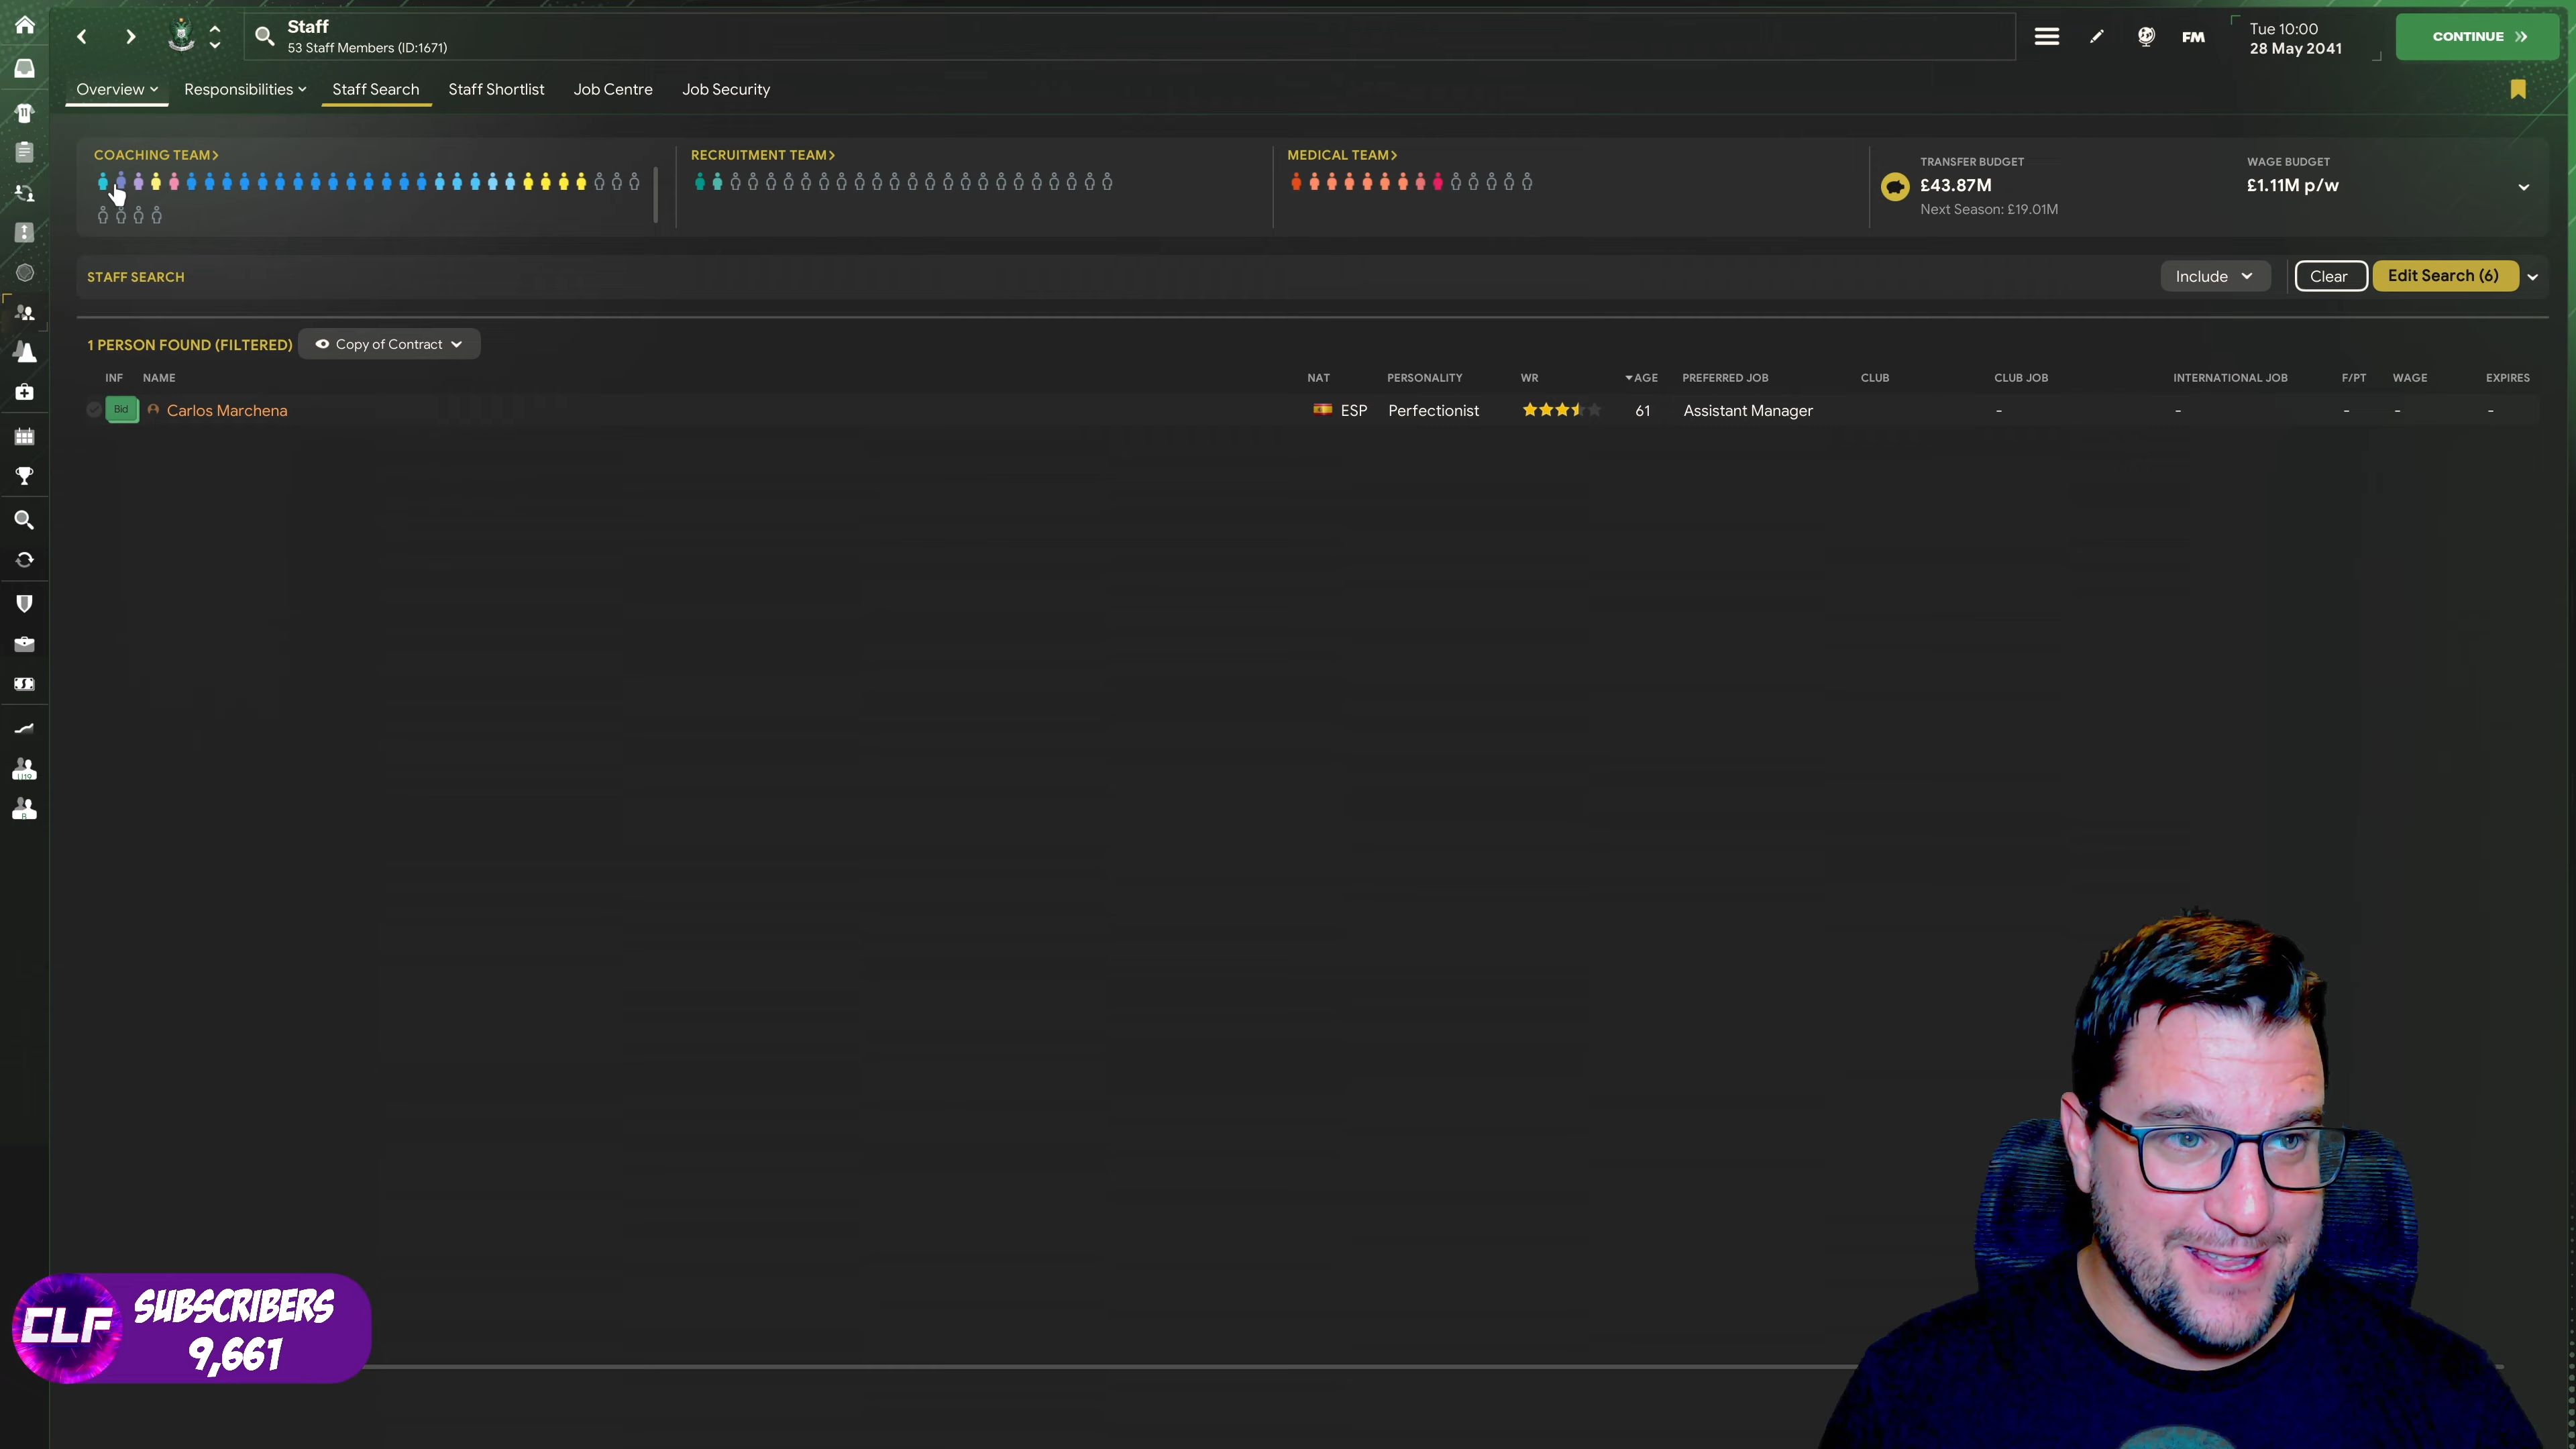 Staff
53 Staff Members (ID:1671)
FM
Tue 10:00
28 May 2041
CONTINUE
Overview
Responsibilities
Staff Search
Staff Shortlist
Job Centre
Job Security
11
COACHING TEAM
RECRUITMENT TEAM
MEDICAL TEAM
TRANSFER BUDGET
£43.87M
Next Season: £19.01M
WAGE BUDGET
£1.11M p/w
STAFF SEARCH
Include
Clear
Edit Search (6)
1 PERSON FOUND (FILTERED)
Copy of Contract
INF NAME NAT PERSONALITY WR AGE PREFERRED JOB CLUB CLUB JOB INTERNATIONAL JOB F/PT WAGE EXPIRES
Bid Carlos Marchena ESP Perfectionist 61 Assistant Manager - - - - -
U19
B
CLF
SUBSCRIBERS
9,661